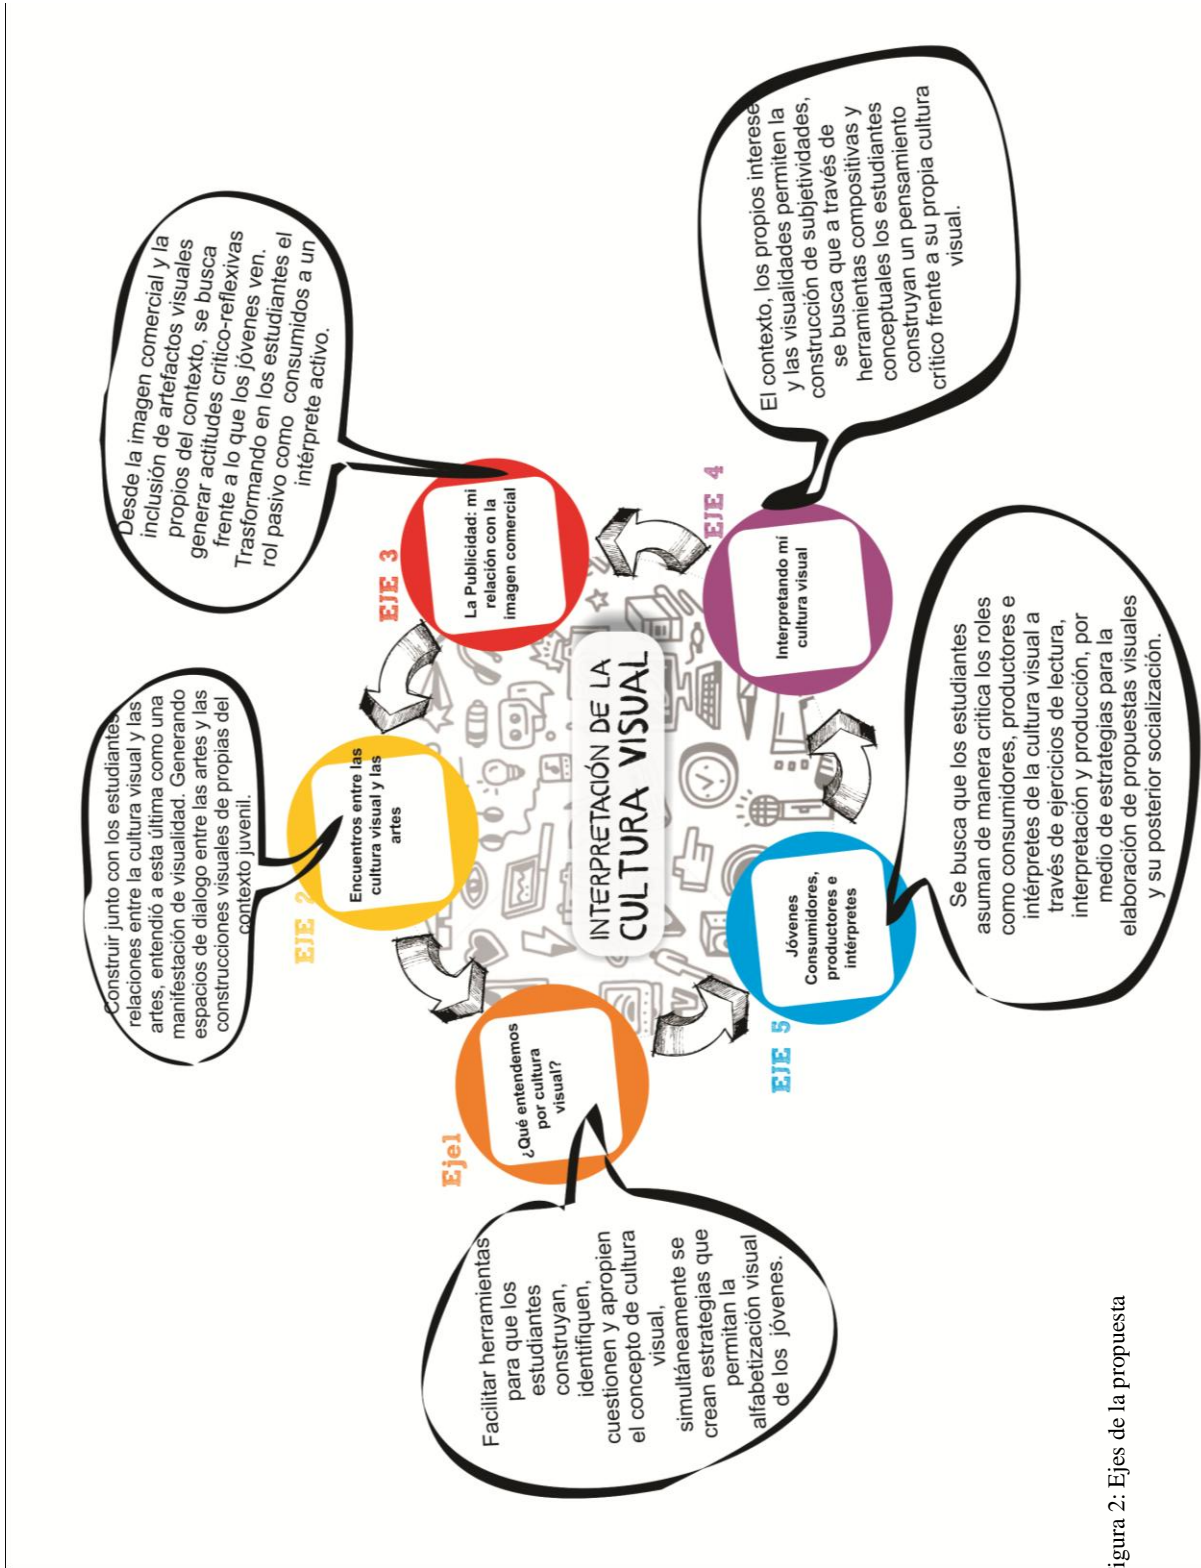 Ejel
¿Qué entendemos
por cultura
visual?
Facilitar herramientas
para que los
estudiantes
construyan,
identifiquen,
cuestionen y apropien
el concepto de cultura
visual,
simultáneamente se
crean estrategias que
permitan la
alfabetización visual
de los jóvenes.
EJE 2
Encuentros entre las
cultura visual y las
artes
Construir junto con los estudiantes
relaciones entre la cultura visual y las
artes, entendió a esta última como una
manifestación de visualidad. Generando
espacios de dialogo entre las artes y las
construcciones visuales de propias del
contexto juvenil.
EJE 3
La Publicidad: mi
relación con la
imagen comercial
Desde la imagen comercial y la
inclusión de artefactos visuales
propios del contexto, se busca
generar actitudes critico-reflexivas
frente a lo que los jóvenes ven.
Trasformando en los estudiantes el
rol pasivo como consumidos a un
intérprete activo.
INTERPRETACIÓN DE LA
CULTURA VISUAL
EJE 4
Interpretando mí
cultura visual
El contexto, los propios interese
y las visualidades permiten la
construcción de subjetividades,
se busca que a través de
herramientas compositivas y
conceptuales los estudiantes
construyan un pensamiento
crítico frente a su propia cultura
visual.
EJE 5
Jóvenes
Consumidores,
productores e
intérpretes
Se busca que los estudiantes
asuman de manera critica los roles
como consumidores, productores e
intérpretes de la cultura visual a
través de ejercicios de lectura,
interpretación y producción, por
medio de estrategias para la
elaboración de propuestas visuales
y su posterior socialización.
igura 2: Ejes de la propuesta